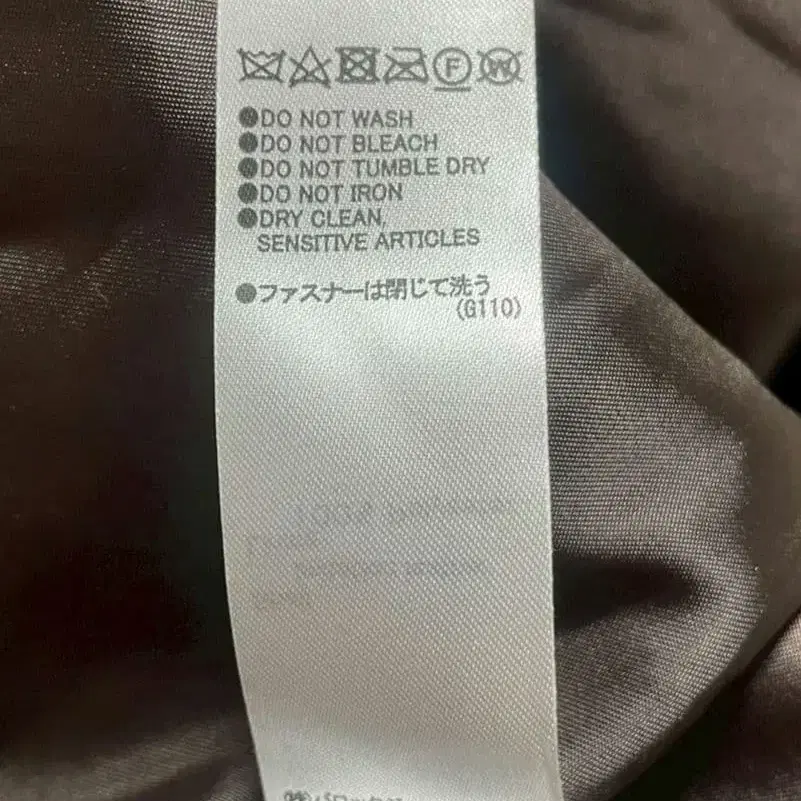 F W
●DO NOT WASH
●DO NOT BLEACH
●DO NOT TUMBLE DRY
●DO NOT IRON
●DRY CLEAN,
SENSITIVE ARTICLES
●ファスナーは閉じて洗う
(G110)